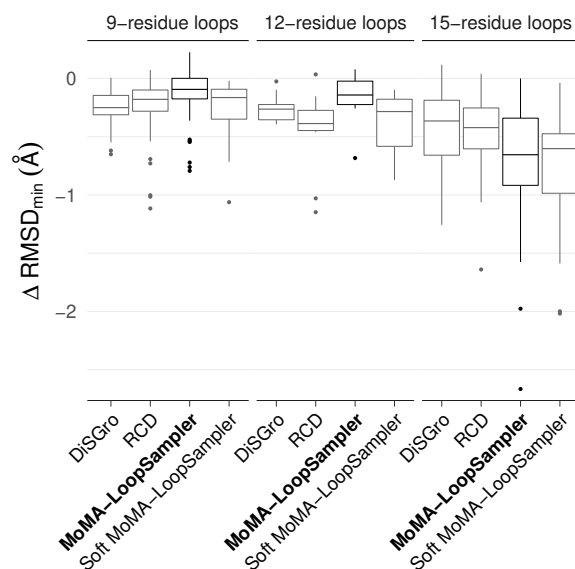 9−residue loops
12−residue loops
15−residue loops
Δ RMSDmin (Å)
0
−1
−2
DiSGro
RCD
MoMA−LoopSampler
Soft MoMA−LoopSampler
DiSGro
RCD
MoMA−LoopSampler
Soft MoMA−LoopSampler
DiSGro
RCD
MoMA−LoopSampler
Soft MoMA−LoopSampler